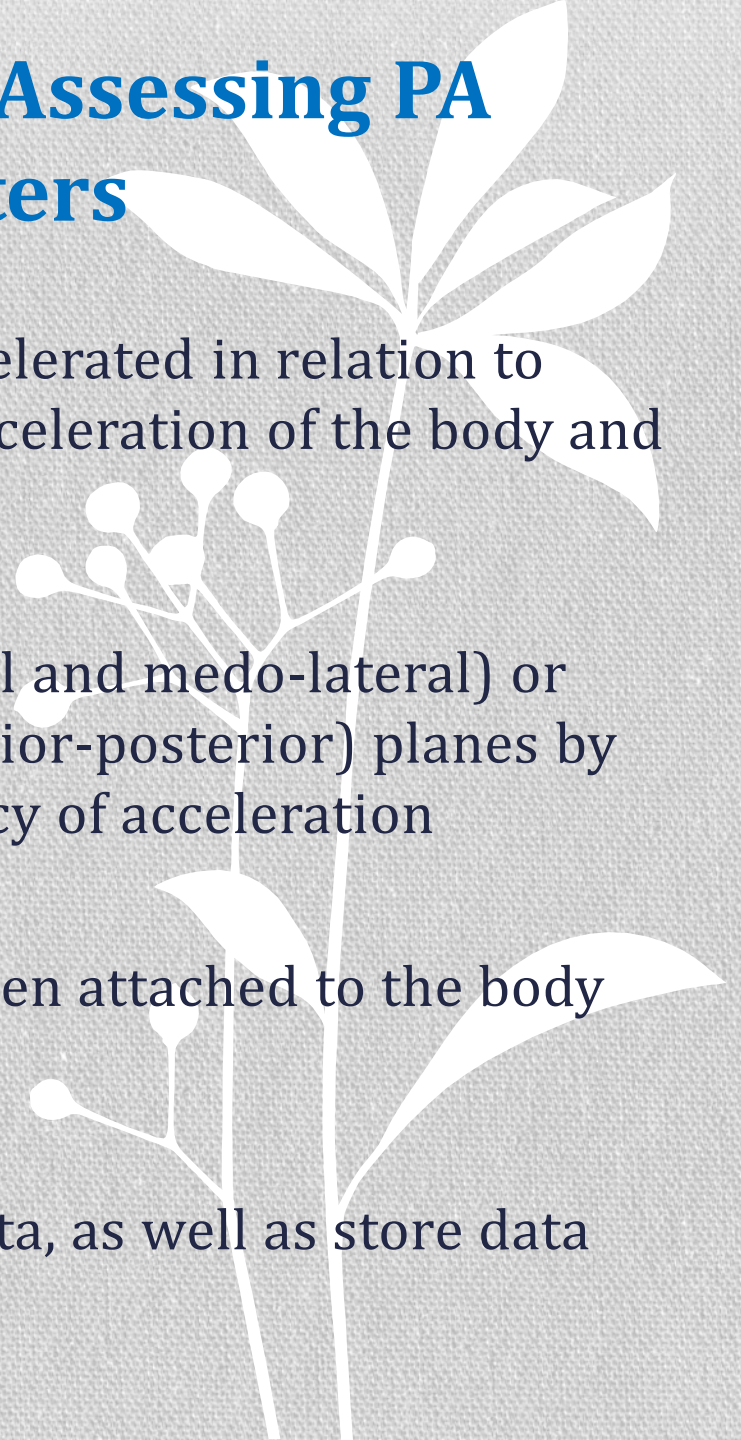 Assessing PA
ters
elerated in relation to
celeration of the body and
l and medo-lateral) or
ior-posterior) planes by
cy of acceleration
en attached to the body
ta, as well as store data